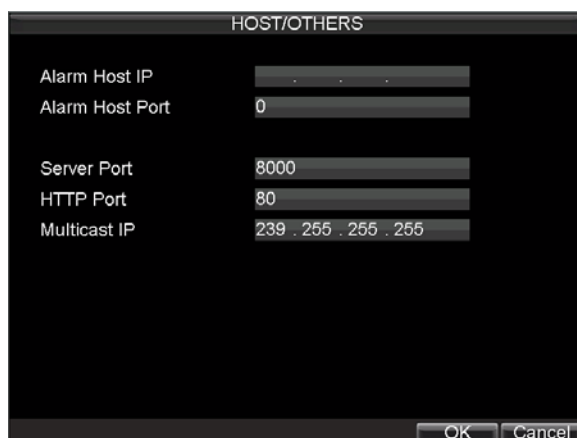 HOST/OTHERS
Alarm Host IP . . .
Alarm Host Port 0
Server Port 8000
HTTP Port 80
Multicast IP 239 . 255 . 255 . 255
OK Cancel